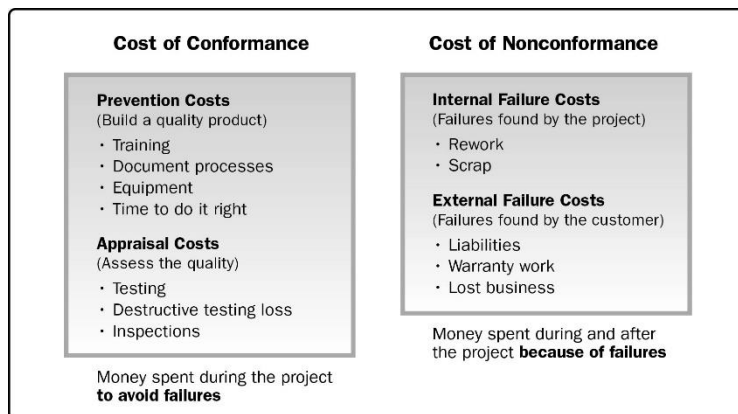 Cost of Conformance
Prevention Costs
(Build a quality product)
• Training
• Document processes
• Equipment
• Time to do it right
Appraisal Costs
(Assess the quality)
• Testing
• Destructive testing loss
• Inspections
Money spent during the project
to avoid failures
Cost of Nonconformance
Internal Failure Costs
(Failures found by the project)
• Rework
• Scrap
External Failure Costs
(Failures found by the customer)
• Liabilities
• Warranty work
• Lost business
Money spent during and after
the project because of failures